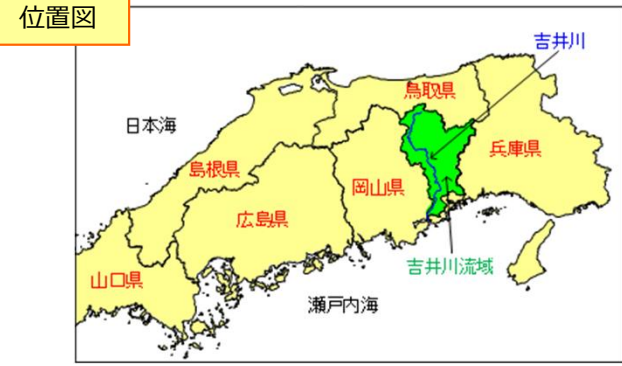 位置図
吉井川
鳥取県
日本海
兵庫県
島根県
岡山県
広島県
吉井川流域
山口県
瀬戸内海